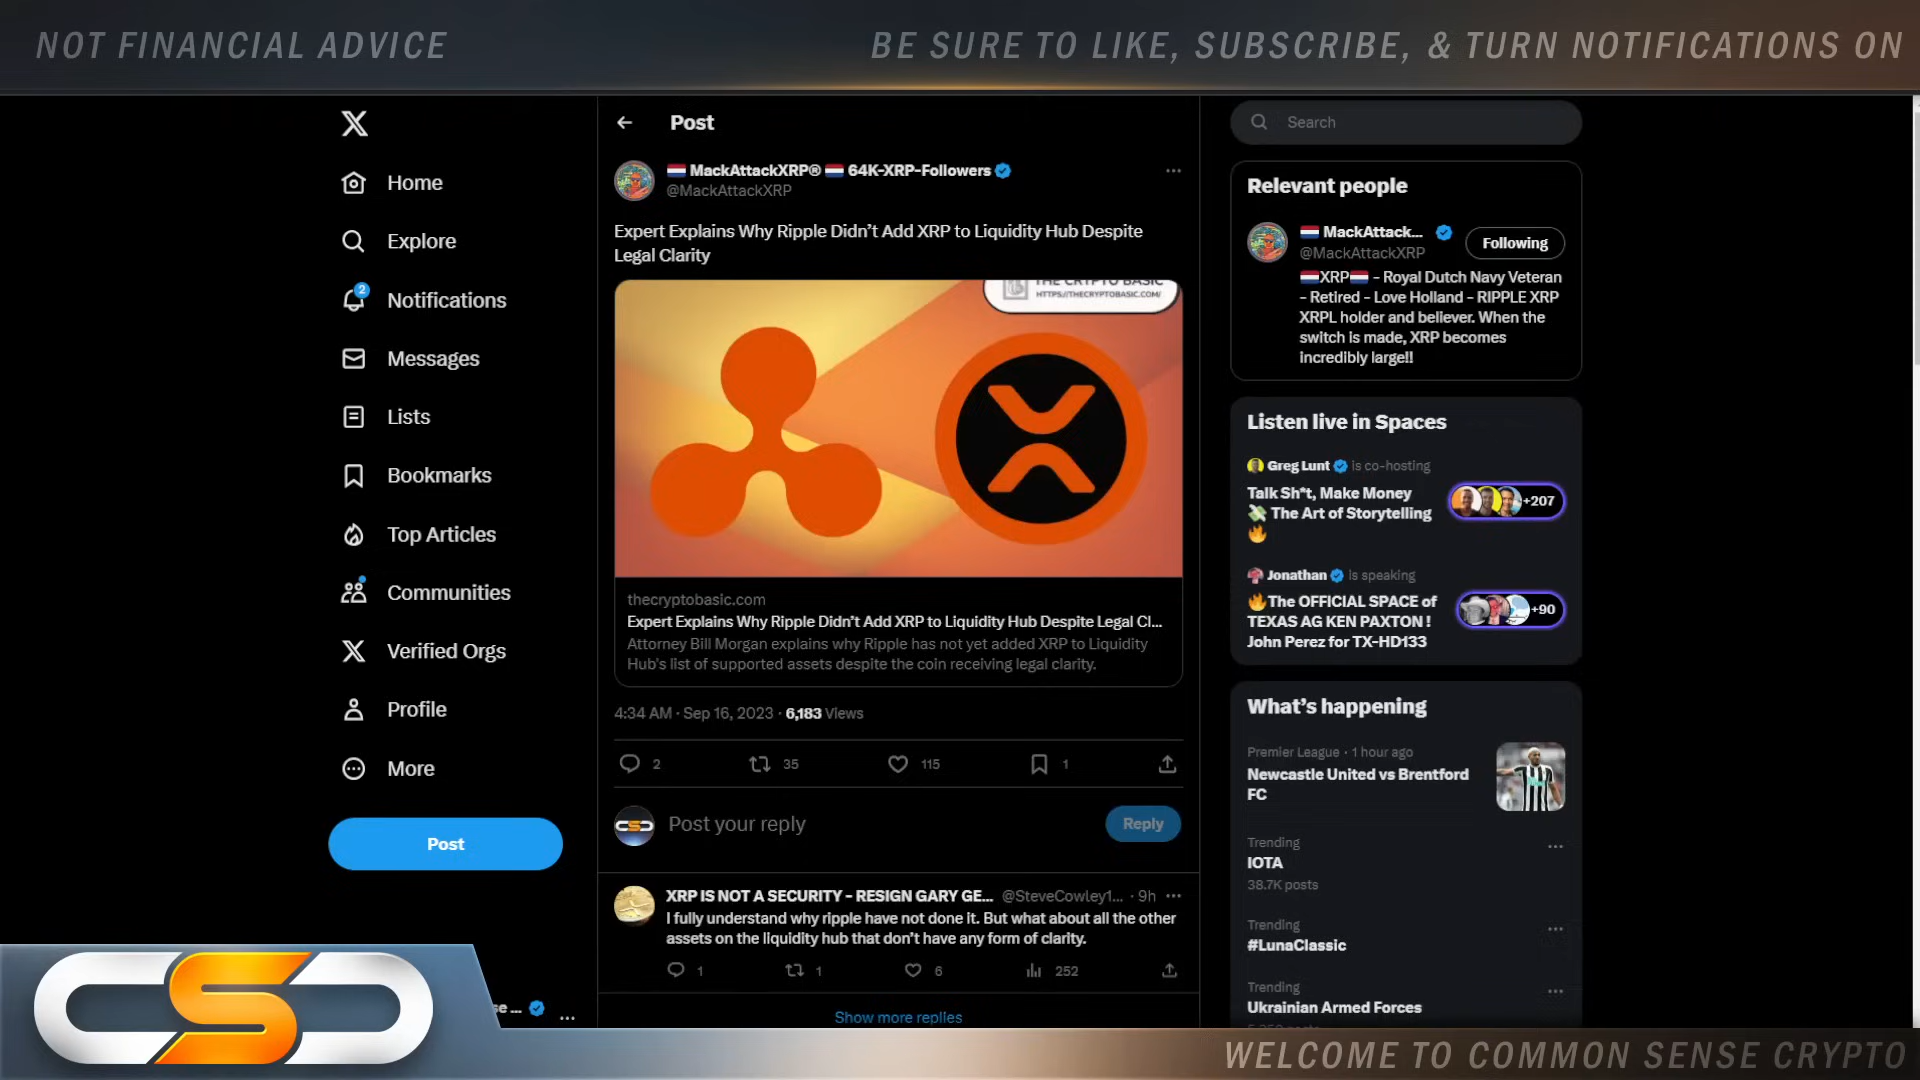 NOT FINANCIAL ADVICE
BE SURE TO LIKE, SUBSCRIBE, & TURN NOTIFICATIONS ON
Home
Explore
2
Notifications
Messages
Lists
Bookmarks
Top Articles
Communities
Verified Orgs
Profile
More
Post
se ...
Post
MackAttackXRP® 64K-XRP-Followers
@MackAttackXRP
Expert Explains Why Ripple Didn’t Add XRP to Liquidity Hub Despite
Legal Clarity
THE CRYPTO BASIC
HTTPS://THECRYPTOBASIC.COM/
thecryptobasic.com
Expert Explains Why Ripple Didn’t Add XRP to Liquidity Hub Despite Legal Cl...
Attorney Bill Morgan explains why Ripple has not yet added XRP to Liquidity
Hub’s list of supported assets despite the coin receiving legal clarity.
4:34 AM · Sep 16, 2023 · 6,183 Views
2 35 115 1
CSC
Post your reply
Reply
XRP IS NOT A SECURITY - RESIGN GARY GE... @SteveCowley1... · 9h
I fully understand why ripple have not done it. But what about all the other
assets on the liquidity hub that don’t have any form of clarity.
1 1 6 252
Show more replies
Search
Relevant people
MackAttack...
@MackAttackXRP
Following
XRP - Royal Dutch Navy Veteran
- Retired - Love Holland - RIPPLE XRP
XRPL holder and believer. When the
switch is made, XRP becomes
incredibly large!!
Listen live in Spaces
Greg Lunt is co-hosting
Talk Sh*t, Make Money
The Art of Storytelling
+207
Jonathan is speaking
The OFFICIAL SPACE of
TEXAS AG KEN PAXTON !
John Perez for TX-HD133
+90
What’s happening
Premier League · 1 hour ago
Newcastle United vs Brentford
FC
Trending
IOTA
38.7K posts
Trending
#LunaClassic
Trending
Ukrainian Armed Forces
CSC
WELCOME TO COMMON SENSE CRYPTO